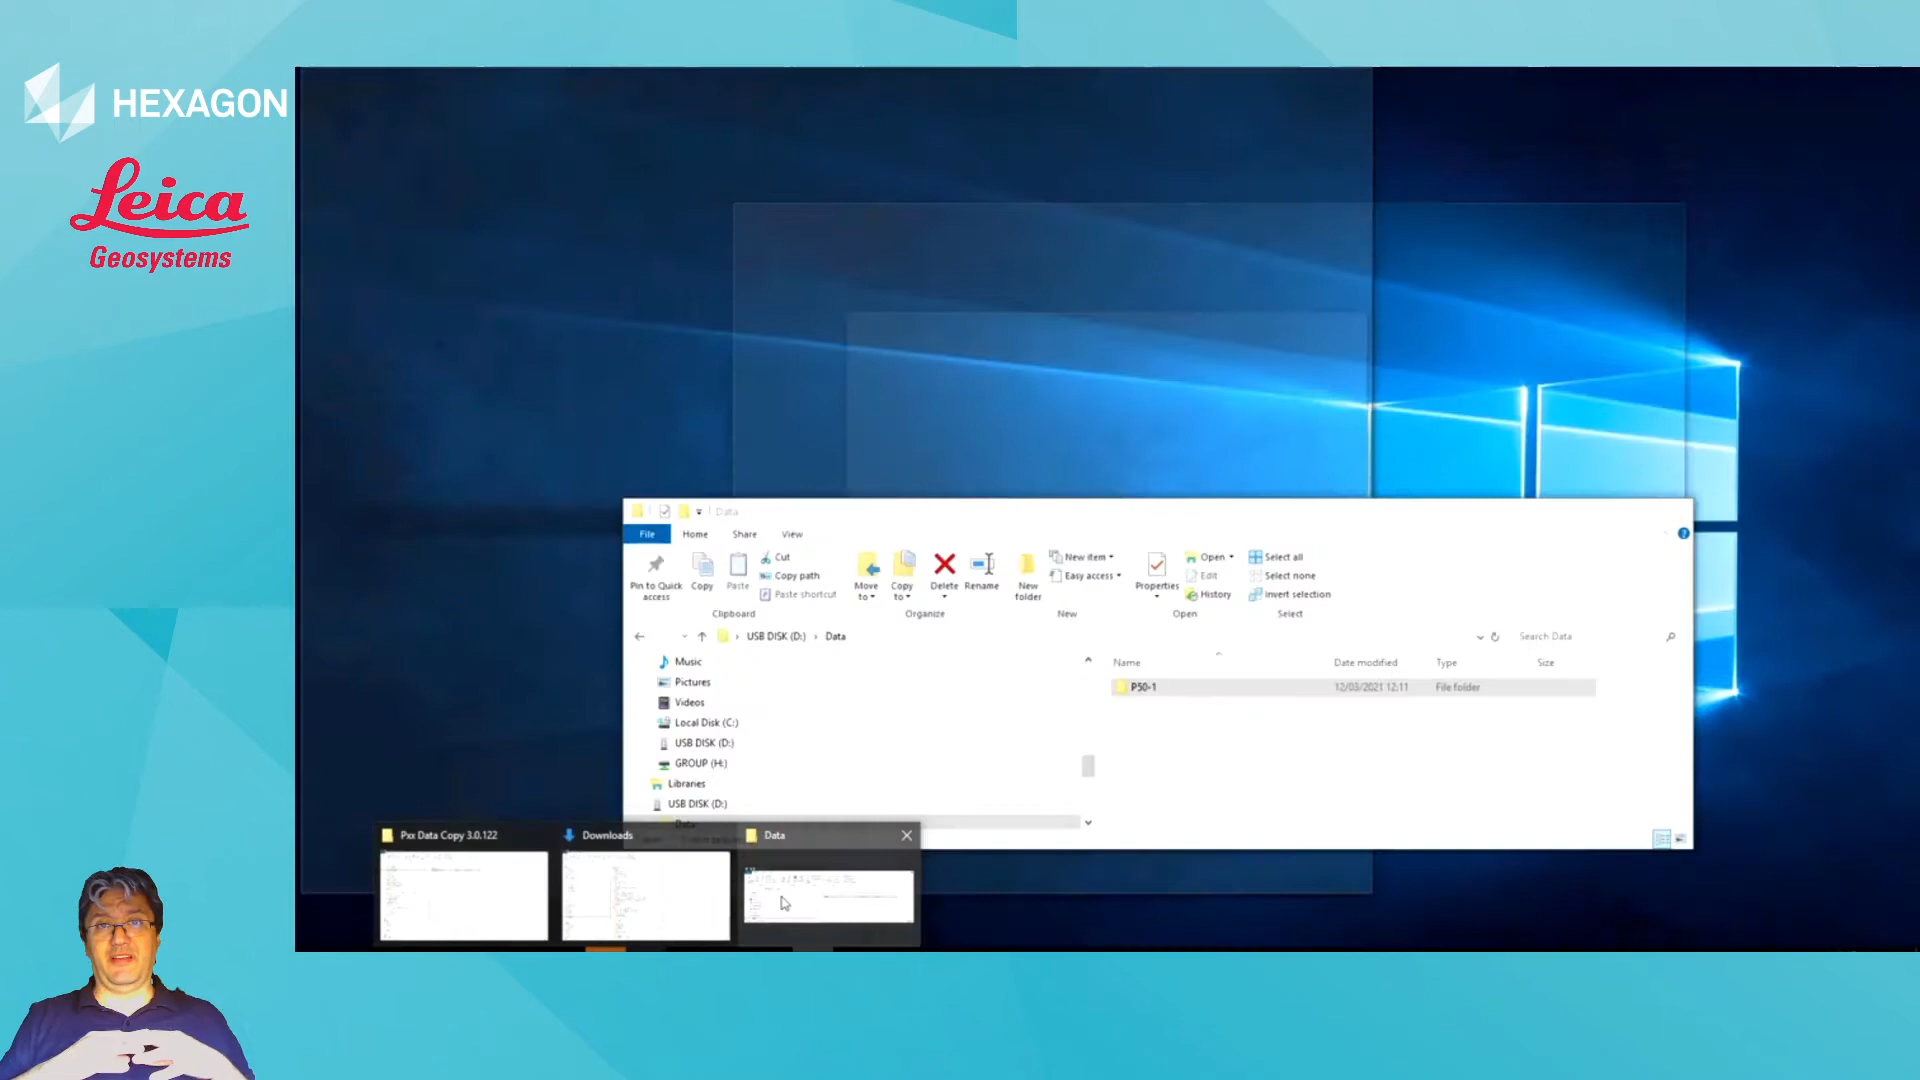 HEXAGON
Leica
Geosystems
Data
File Home Share View
Pin to Quick access
Copy
Paste
Cut
Copy path
Paste shortcut
Move to
Copy to
Delete
Rename
New folder
New item
Easy access
Properties
Open
Edit
History
Select all
Select none
Invert selection
Clipboard Organize New Open Select
USB DISK (D:) › Data
Search Data
Music
Pictures
Videos
Local Disk (C:)
USB DISK (D:)
GROUP (H:)
Libraries
USB DISK (D:)
Data
Name Date modified Type Size
P50-1 12/03/2021 12:11 File folder
Pxx Data Copy 3.0.122
Downloads
Data